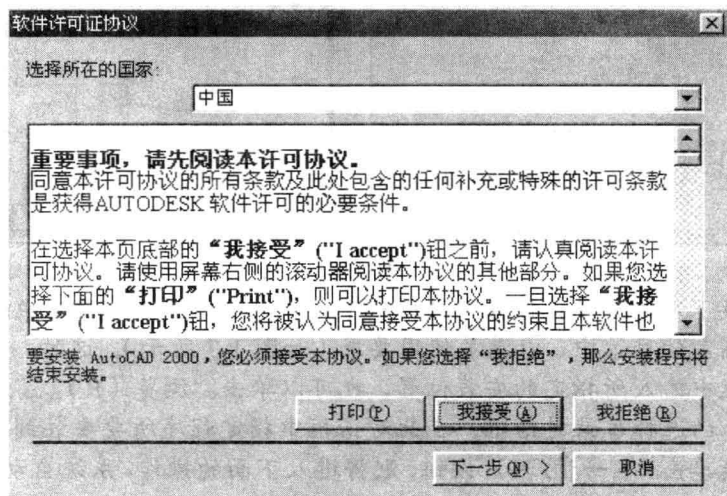 软件许可证协议
选择所在的国家:
中国
重要事项，请先阅读本许可协议。
同意本许可协议的所有条款及此处包含的任何补充或特殊的许可条款
是获得AUTODESK 软件许可的必要条件。
在选择本页底部的“我接受” ("I accept")钮之前，请认真阅读本许
可协议。请使用屏幕右侧的滚动器阅读本协议的其他部分。如果您选
择下面的“打印” ("Print")，则可以打印本协议。一旦选择“我接
受” ("I accept")钮，您将被认为同意接受本协议的约束且本软件也
要安装 AutoCAD 2000，您必须接受本协议。如果您选择“我拒绝”，那么安装程序将
结束安装。
打印(P) 我接受(A) 我拒绝(R)
下一步(N) > 取消